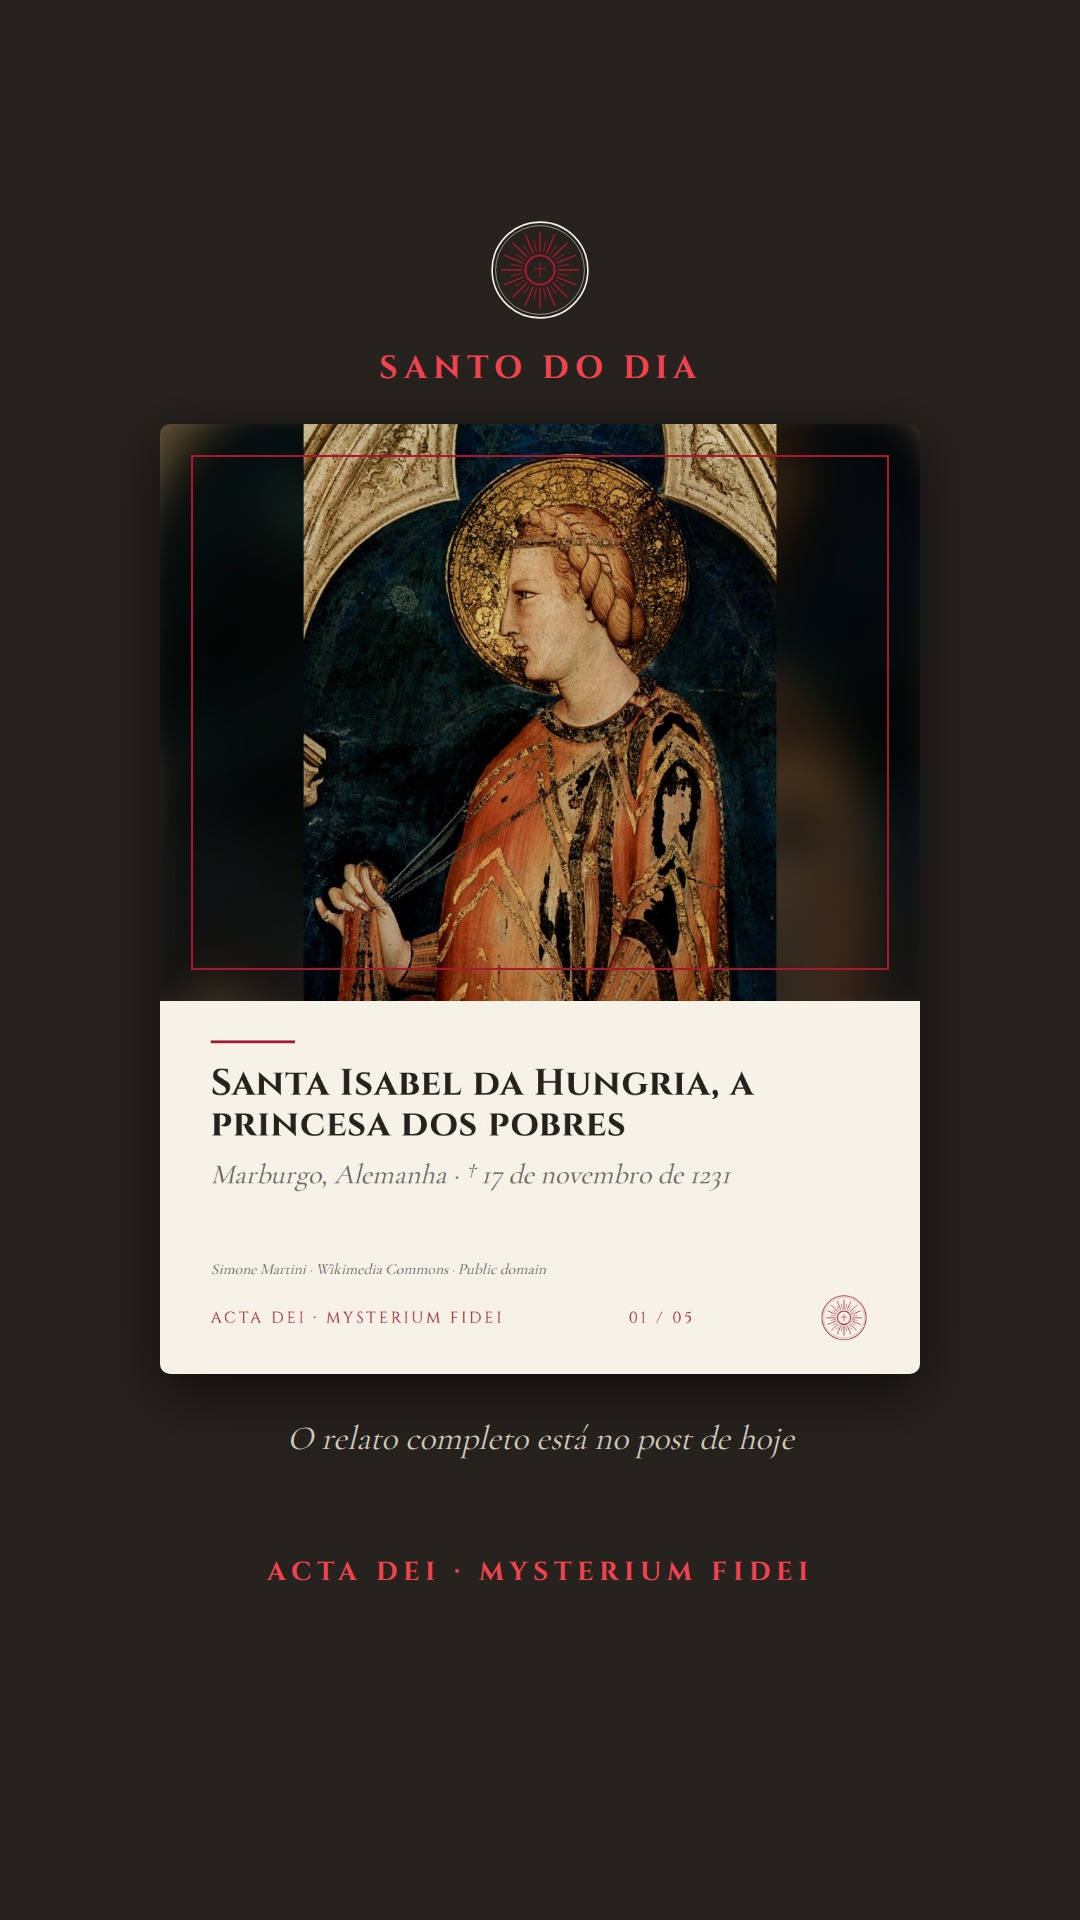 SANTO DO DIA
Santa Isabel da Hungria, a
princesa dos pobres
Marburgo, Alemanha · † 17 de novembro de 1231
Simone Martini · Wikimedia Commons · Public domain
ACTA DEI · MYSTERIUM FIDEI 01 / 05
O relato completo está no post de hoje
ACTA DEI · MYSTERIUM FIDEI